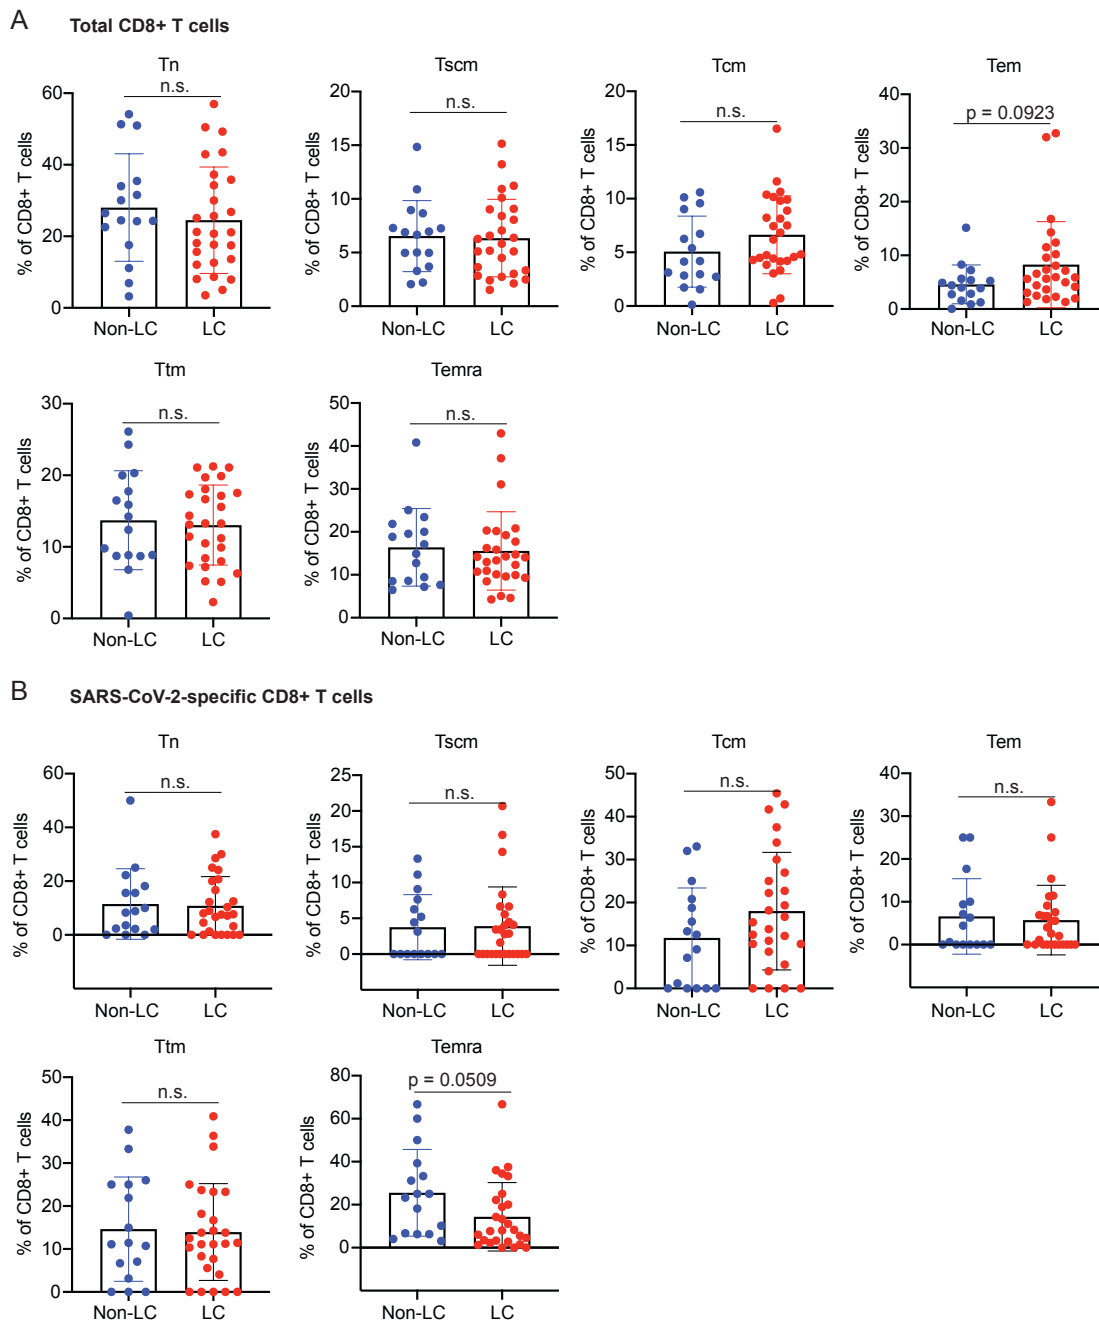 A
Total CD8+ T cells
Tn
n.s.
% of CD8+ T cells
60
40
20
0
Non-LC LC
Tscm
n.s.
% of CD8+ T cells
20
15
10
5
0
Non-LC LC
Tcm
n.s.
% of CD8+ T cells
20
15
10
5
0
Non-LC LC
Tem
p = 0.0923
% of CD8+ T cells
40
30
20
10
0
Non-LC LC
Ttm
n.s.
% of CD8+ T cells
30
20
10
0
Non-LC LC
Temra
n.s.
% of CD8+ T cells
50
40
30
20
10
0
Non-LC LC
B
SARS-CoV-2-specific CD8+ T cells
Tn
n.s.
% of CD8+ T cells
60
40
20
0
Non-LC LC
Tscm
n.s.
% of CD8+ T cells
25
20
15
10
5
0
Non-LC LC
Tcm
n.s.
% of CD8+ T cells
50
40
30
20
10
0
Non-LC LC
Tem
n.s.
% of CD8+ T cells
40
30
20
10
0
Non-LC LC
Ttm
n.s.
% of CD8+ T cells
50
40
30
20
10
0
Non-LC LC
Temra
p = 0.0509
% of CD8+ T cells
80
60
40
20
0
Non-LC LC